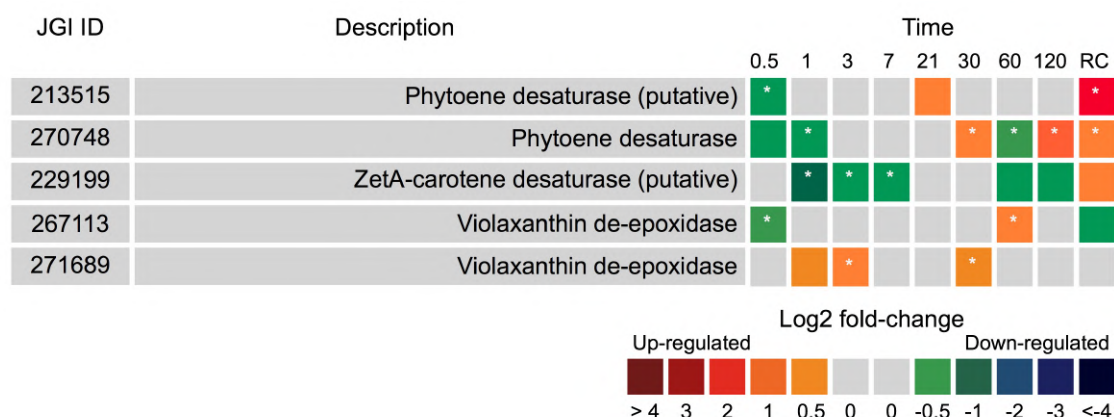 JGI ID Description Time
0.5 1 3 7 21 30 60 120 RC
213515 Phytoene desaturase (putative) * *
270748 Phytoene desaturase * * * * *
229199 ZetA-carotene desaturase (putative) * * *
267113 Violaxanthin de-epoxidase * *
271689 Violaxanthin de-epoxidase * *
Log2 fold-change
Up-regulated Down-regulated
> 4 3 2 1 0.5 0 0 -0.5 -1 -2 -3 <-4